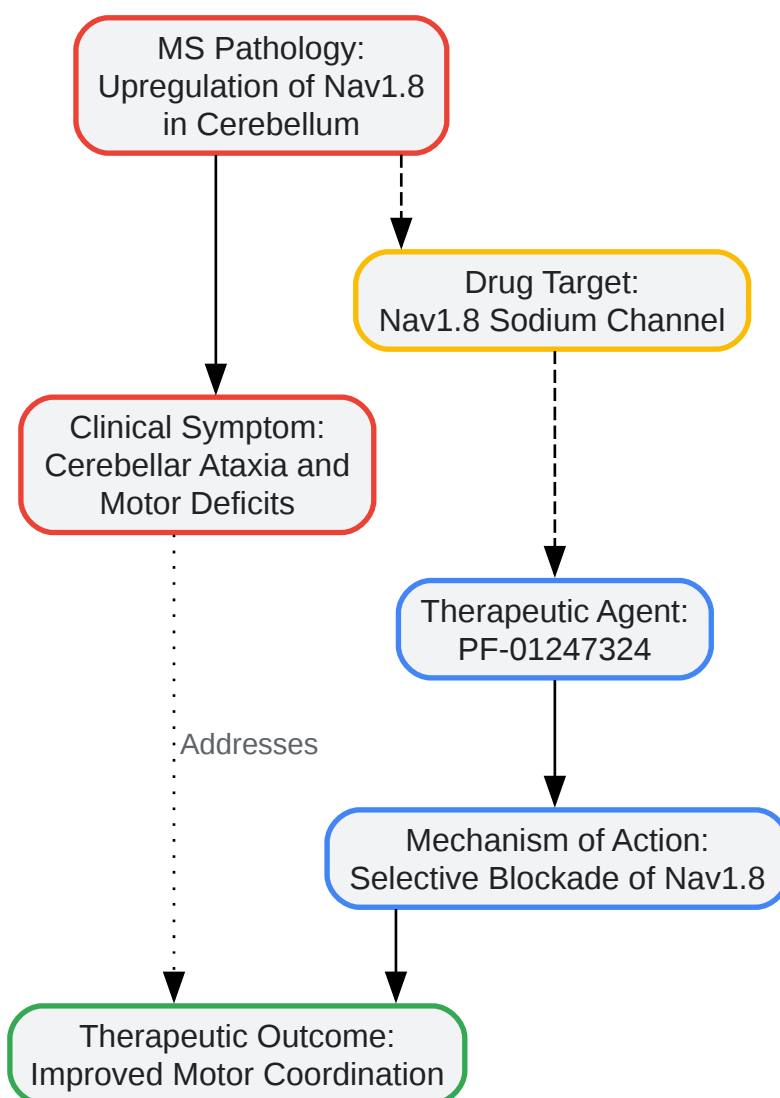 MS Pathology:
Upregulation of Nav1.8
in Cerebellum
Drug Target:
Nav1.8 Sodium Channel
Clinical Symptom:
Cerebellar Ataxia and
Motor Deficits
Therapeutic Agent:
PF-01247324
Addresses
Mechanism of Action:
Selective Blockade of Nav1.8
Therapeutic Outcome:
Improved Motor Coordination